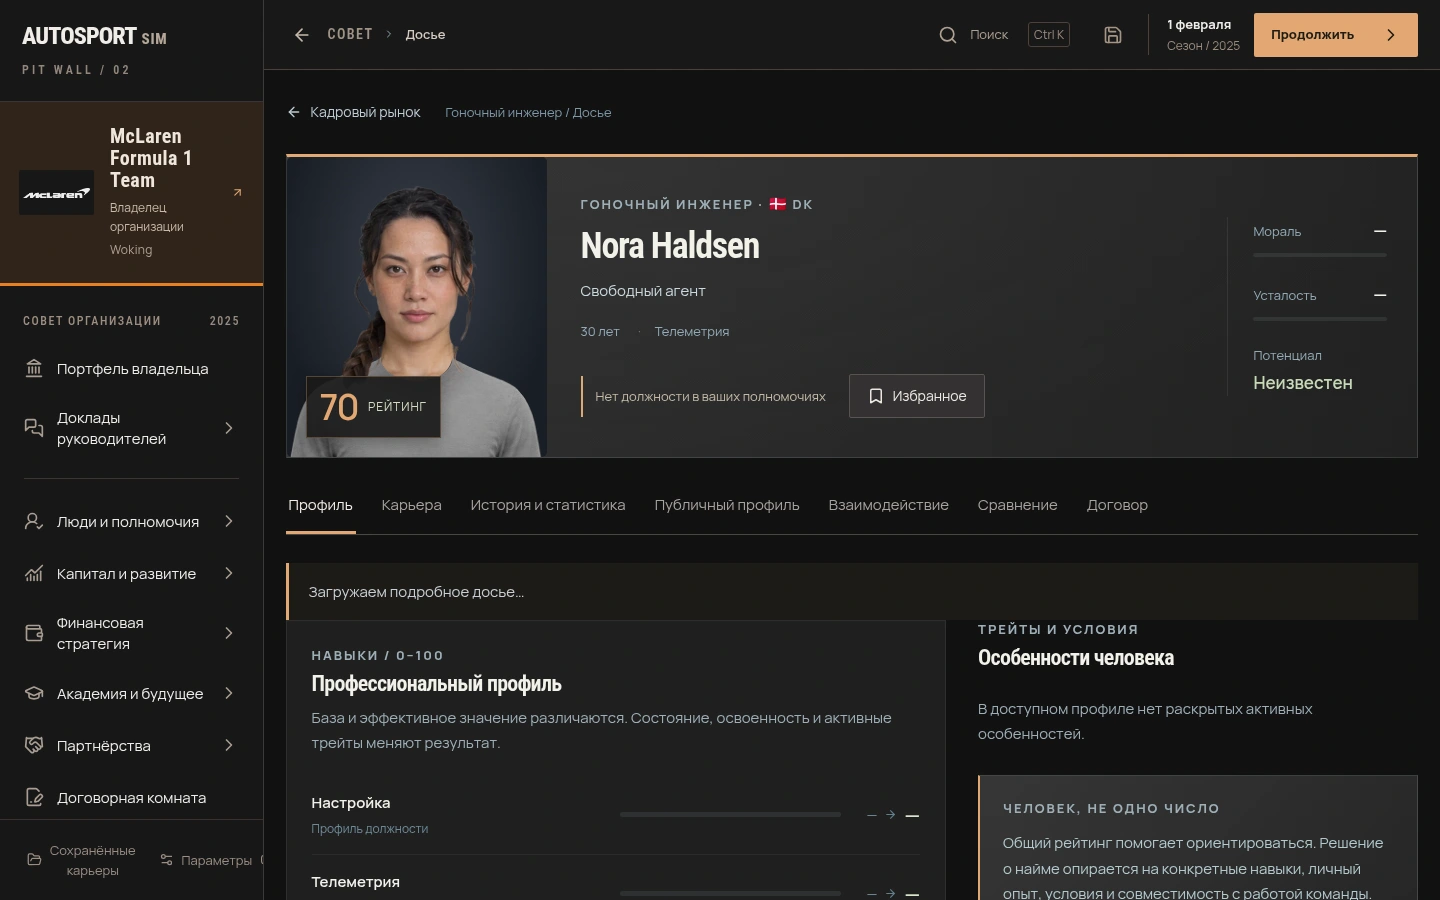 AUTOSPORT SIM
PIT WALL / 02
McLaren
McLaren
Formula 1
Team
Владелец
организации
Woking
СОВЕТ ОРГАНИЗАЦИИ 2025
Портфель владельца
Доклады
руководителей
Люди и полномочия
Капитал и развитие
Финансовая
стратегия
Академия и будущее
Партнёрства
Договорная комната
Сохранённые
карьеры
Параметры
СОВЕТ › Досье
Поиск Ctrl K
1 февраля
Сезон / 2025
Продолжить
Кадровый рынок Гоночный инженер / Досье
ГОНОЧНЫЙ ИНЖЕНЕР · DK
Nora Haldsen
Свободный агент
30 лет · Телеметрия
Нет должности в ваших полномочиях Избранное
70 РЕЙТИНГ
Мораль —
Усталость —
Потенциал
Неизвестен
Профиль Карьера История и статистика Публичный профиль Взаимодействие Сравнение Договор
Загружаем подробное досье…
НАВЫКИ / 0–100
Профессиональный профиль
База и эффективное значение различаются. Состояние, освоенность и активные
трейты меняют результат.
Настройка — → —
Профиль должности
Телеметрия — → —
ТРЕЙТЫ И УСЛОВИЯ
Особенности человека
В доступном профиле нет раскрытых активных
особенностей.
ЧЕЛОВЕК, НЕ ОДНО ЧИСЛО
Общий рейтинг помогает ориентироваться. Решение
о найме опирается на конкретные навыки, личный
опыт, условия и совместимость с работой команды.